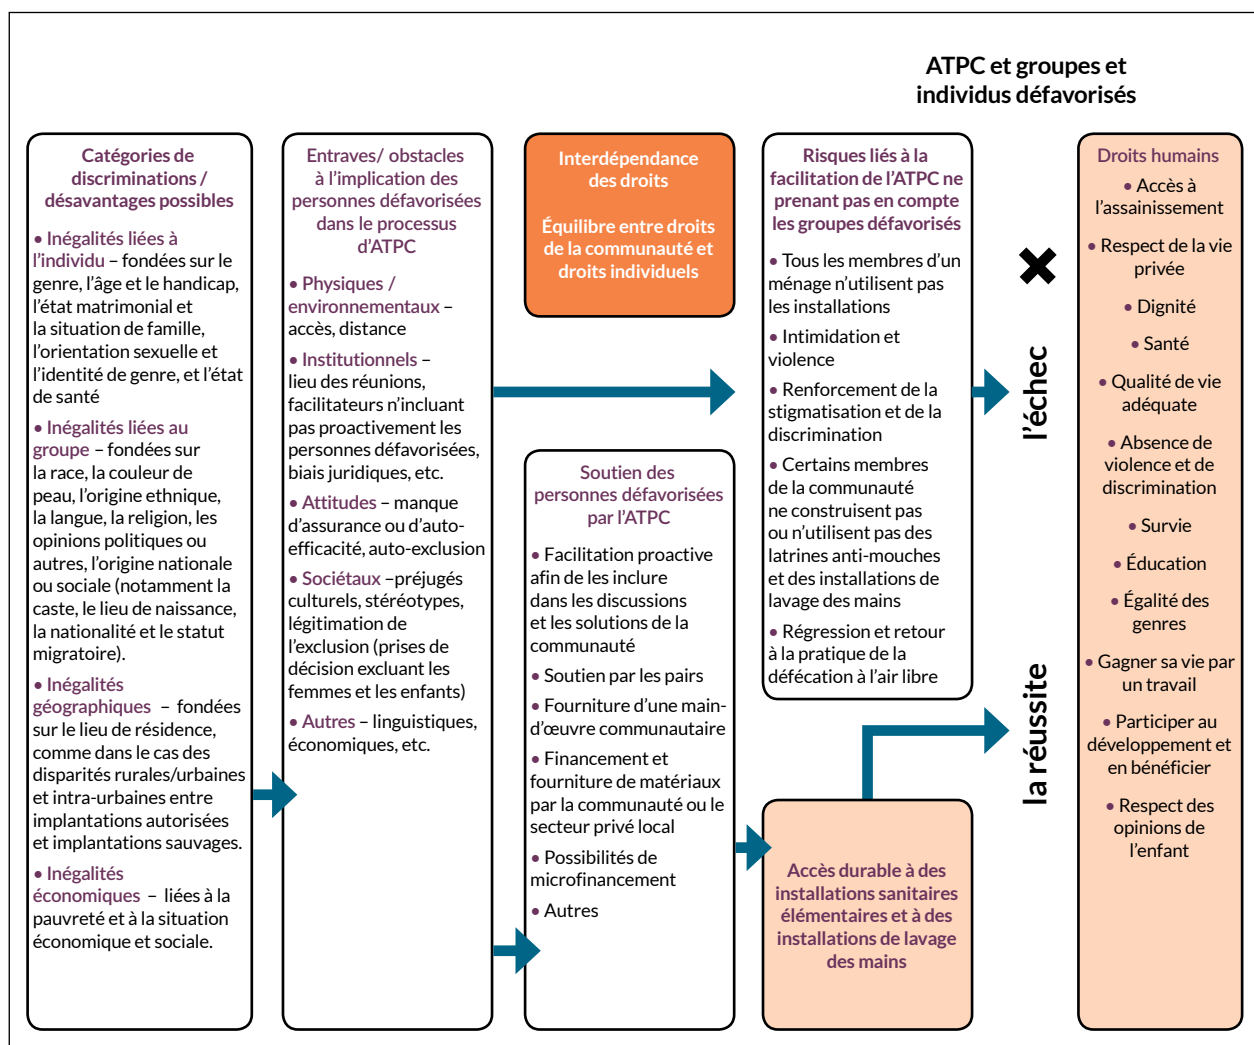 ATPC et groupes et
individus défavorisés
Catégories de
discriminations /
désavantages possibles
• Inégalités liées à
l'individu – fondées sur le
genre, l'âge et le handicap,
l'état matrimonial et
la situation de famille,
l'orientation sexuelle et
l'identité de genre, et l'état
de santé
• Inégalités liées au
groupe – fondées sur
la race, la couleur de
peau, l'origine ethnique,
la langue, la religion, les
opinions politiques ou
autres, l'origine nationale
ou sociale (notamment la
caste, le lieu de naissance,
la nationalité et le statut
migratoire).
• Inégalités
géographiques – fondées
sur le lieu de résidence,
comme dans le cas des
disparités rurales/urbaines
et intra-urbaines entre
implantations autorisées
et implantations sauvages.
• Inégalités
économiques – liées à la
pauvreté et à la situation
économique et sociale.
Entraves/ obstacles
à l'implication des
personnes défavorisées
dans le processus
d'ATPC
• Physiques /
environnementaux –
accès, distance
• Institutionnels –
lieu des réunions,
facilitateurs n'incluant
pas proactivement les
personnes défavorisées,
biais juridiques, etc.
• Attitudes – manque
d'assurance ou d'auto-
efficacité, auto-exclusion
• Sociétaux –préjugés
culturels, stéréotypes,
légitimation de
l'exclusion (prises de
décision excluant les
femmes et les enfants)
• Autres – linguistiques,
économiques, etc.
Interdépendance
des droits
Équilibre entre droits
de la communauté et
droits individuels
Soutien des
personnes défavorisées
par l'ATPC
• Facilitation proactive
afin de les inclure
dans les discussions
et les solutions de la
communauté
• Soutien par les pairs
• Fourniture d'une main-
d'œuvre communautaire
• Financement et
fourniture de matériaux
par la communauté ou le
secteur privé local
• Possibilités de
microfinancement
• Autres
Risques liés à la
facilitation de l'ATPC ne
prenant pas en compte
les groupes défavorisés
• Tous les membres d'un
ménage n'utilisent pas
les installations
• Intimidation et
violence
• Renforcement de la
stigmatisation et de la
discrimination
• Certains membres
de la communauté
ne construisent pas
ou n'utilisent pas des
latrines anti-mouches
et des installations de
lavage des mains
• Régression et retour
à la pratique de la
défécation à l'air libre
Accès durable à des
installations sanitaires
élémentaires et à des
installations de lavage
des mains
l'échec
la réussite
Droits humains
• Accès à
l'assainissement
• Respect de la vie
privée
• Dignité
• Santé
• Qualité de vie
adéquate
• Absence de
violence et de
discrimination
• Survie
• Éducation
• Égalité des
genres
• Gagner sa vie par
un travail
• Participer au
développement et
en bénéficier
• Respect des
opinions de
l'enfant